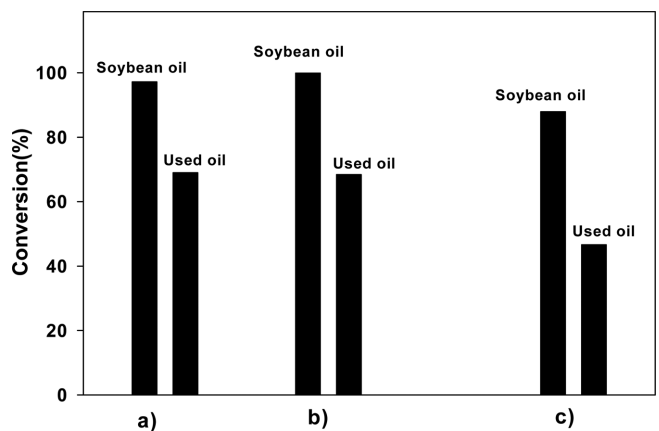 Conversion(%)
100
80
60
40
20
0
Soybean oil
Used oil
Soybean oil
Used oil
Soybean oil
Used oil
a)
b)
c)